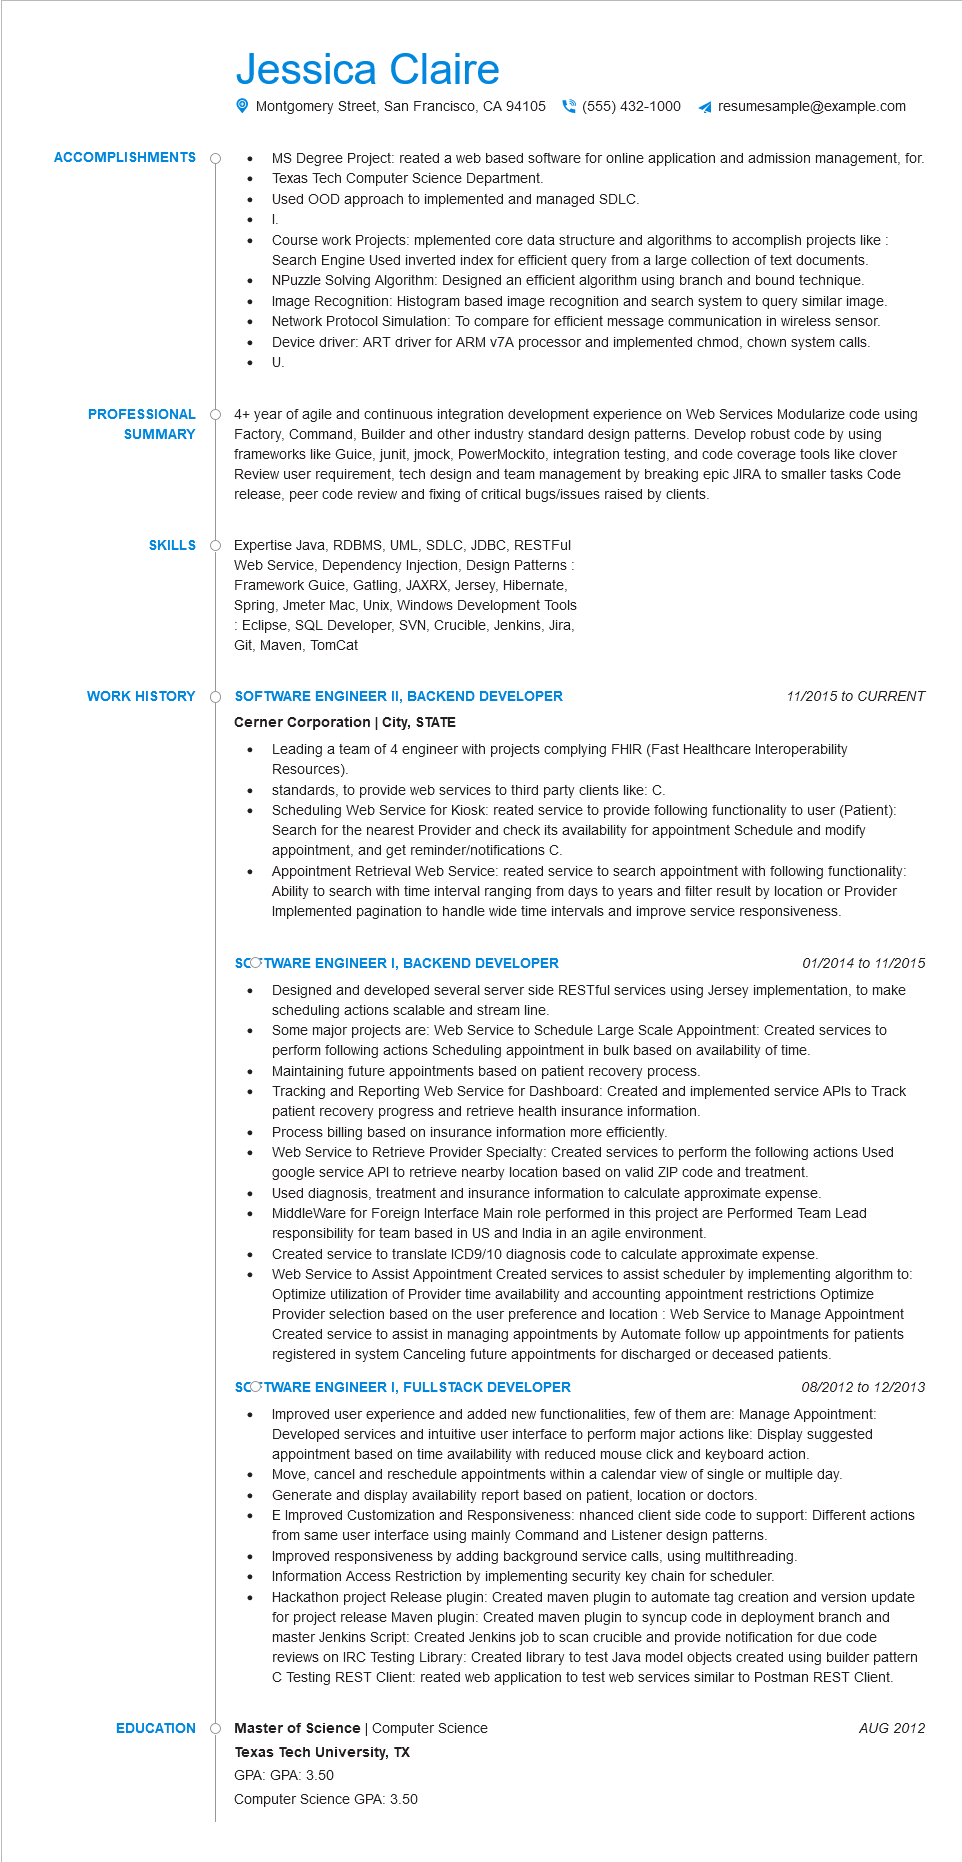 Jessica Claire
Montgomery Street, San Francisco, CA 94105 (555) 432-1000 resumesample@example.com
ACCOMPLISHMENTS
• MS Degree Project: reated a web based software for online application and admission management, for.
• Texas Tech Computer Science Department.
• Used OOD approach to implemented and managed SDLC.
• I.
• Course work Projects: mplemented core data structure and algorithms to accomplish projects like :
Search Engine Used inverted index for efficient query from a large collection of text documents.
• NPuzzle Solving Algorithm: Designed an efficient algorithm using branch and bound technique.
• Image Recognition: Histogram based image recognition and search system to query similar image.
• Network Protocol Simulation: To compare for efficient message communication in wireless sensor.
• Device driver: ART driver for ARM v7A processor and implemented chmod, chown system calls.
• U.
PROFESSIONAL
SUMMARY
4+ year of agile and continuous integration development experience on Web Services Modularize code using
Factory, Command, Builder and other industry standard design patterns. Develop robust code by using
frameworks like Guice, junit, jmock, PowerMockito, integration testing, and code coverage tools like clover
Review user requirement, tech design and team management by breaking epic JIRA to smaller tasks Code
release, peer code review and fixing of critical bugs/issues raised by clients.
SKILLS
Expertise Java, RDBMS, UML, SDLC, JDBC, RESTFul
Web Service, Dependency Injection, Design Patterns :
Framework Guice, Gatling, JAXRX, Jersey, Hibernate,
Spring, Jmeter Mac, Unix, Windows Development Tools
: Eclipse, SQL Developer, SVN, Crucible, Jenkins, Jira,
Git, Maven, TomCat
WORK HISTORY
SOFTWARE ENGINEER II, BACKEND DEVELOPER 11/2015 to CURRENT
Cerner Corporation | City, STATE
• Leading a team of 4 engineer with projects complying FHIR (Fast Healthcare Interoperability
Resources).
• standards, to provide web services to third party clients like: C.
• Scheduling Web Service for Kiosk: reated service to provide following functionality to user (Patient):
Search for the nearest Provider and check its availability for appointment Schedule and modify
appointment, and get reminder/notifications C.
• Appointment Retrieval Web Service: reated service to search appointment with following functionality:
Ability to search with time interval ranging from days to years and filter result by location or Provider
Implemented pagination to handle wide time intervals and improve service responsiveness.
SOFTWARE ENGINEER I, BACKEND DEVELOPER 01/2014 to 11/2015
• Designed and developed several server side RESTful services using Jersey implementation, to make
scheduling actions scalable and stream line.
• Some major projects are: Web Service to Schedule Large Scale Appointment: Created services to
perform following actions Scheduling appointment in bulk based on availability of time.
• Maintaining future appointments based on patient recovery process.
• Tracking and Reporting Web Service for Dashboard: Created and implemented service APIs to Track
patient recovery progress and retrieve health insurance information.
• Process billing based on insurance information more efficiently.
• Web Service to Retrieve Provider Specialty: Created services to perform the following actions Used
google service API to retrieve nearby location based on valid ZIP code and treatment.
• Used diagnosis, treatment and insurance information to calculate approximate expense.
• MiddleWare for Foreign Interface Main role performed in this project are Performed Team Lead
responsibility for team based in US and India in an agile environment.
• Created service to translate ICD9/10 diagnosis code to calculate approximate expense.
• Web Service to Assist Appointment Created services to assist scheduler by implementing algorithm to:
Optimize utilization of Provider time availability and accounting appointment restrictions Optimize
Provider selection based on the user preference and location : Web Service to Manage Appointment
Created service to assist in managing appointments by Automate follow up appointments for patients
registered in system Canceling future appointments for discharged or deceased patients.
SOFTWARE ENGINEER I, FULLSTACK DEVELOPER 08/2012 to 12/2013
• Improved user experience and added new functionalities, few of them are: Manage Appointment:
Developed services and intuitive user interface to perform major actions like: Display suggested
appointment based on time availability with reduced mouse click and keyboard action.
• Move, cancel and reschedule appointments within a calendar view of single or multiple day.
• Generate and display availability report based on patient, location or doctors.
• E Improved Customization and Responsiveness: nhanced client side code to support: Different actions
from same user interface using mainly Command and Listener design patterns.
• Improved responsiveness by adding background service calls, using multithreading.
• Information Access Restriction by implementing security key chain for scheduler.
• Hackathon project Release plugin: Created maven plugin to automate tag creation and version update
for project release Maven plugin: Created maven plugin to syncup code in deployment branch and
master Jenkins Script: Created Jenkins job to scan crucible and provide notification for due code
reviews on IRC Testing Library: Created library to test Java model objects created using builder pattern
C Testing REST Client: reated web application to test web services similar to Postman REST Client.
EDUCATION
Master of Science | Computer Science AUG 2012
Texas Tech University, TX
GPA: GPA: 3.50
Computer Science GPA: 3.50